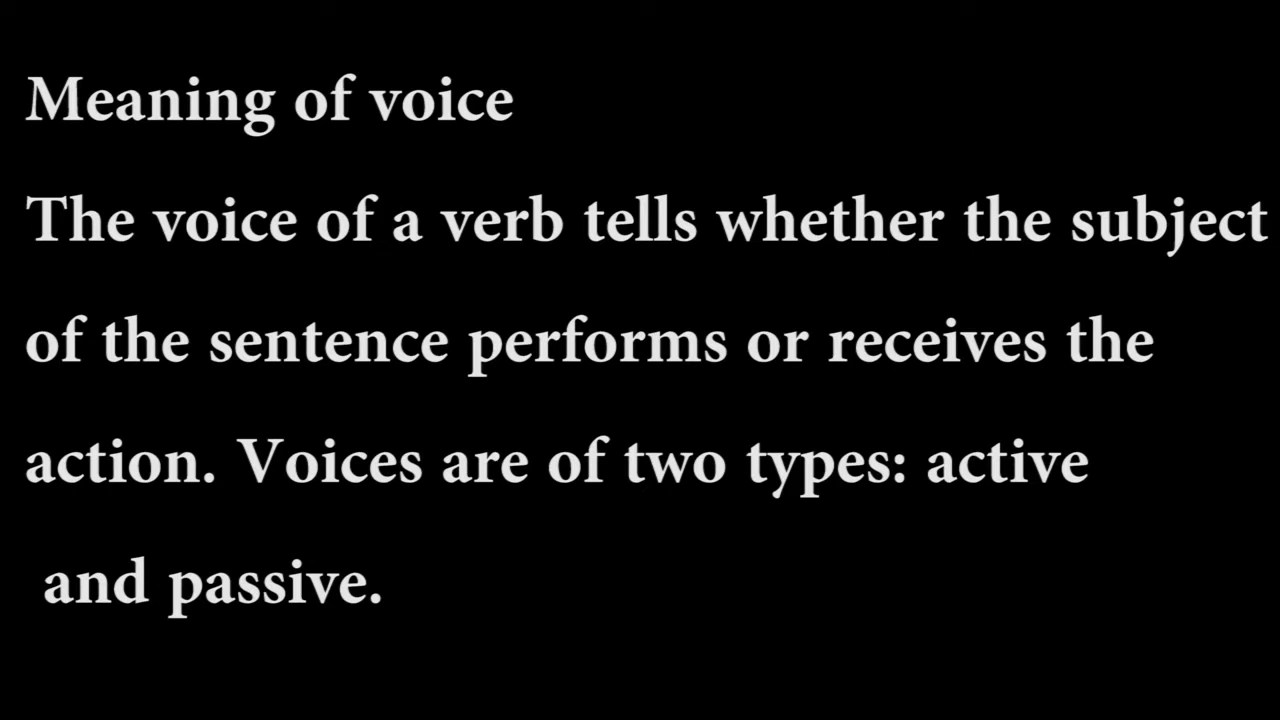 Meaning of voice
The voice of a verb tells whether the subject
of the sentence performs or receives the
action. Voices are of two types: active
and passive.